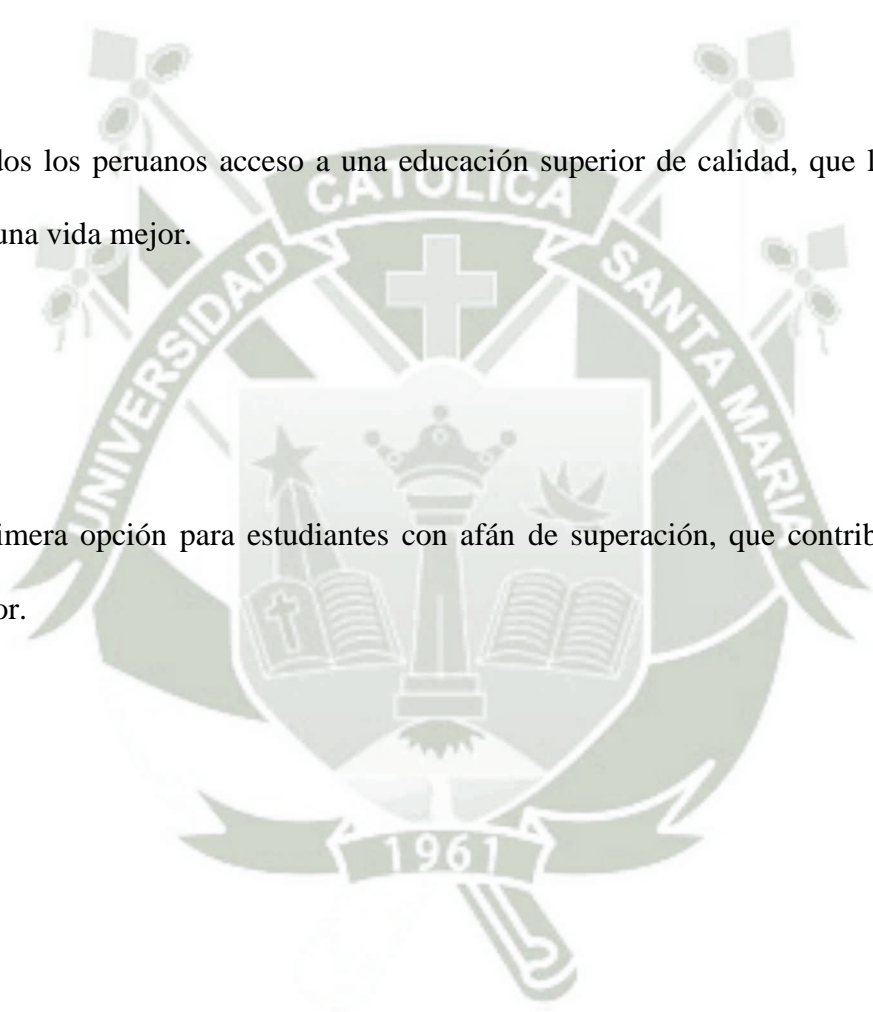 dos los peruanos acceso a una educación superior de calidad, que l
una vida mejor.
imera opción para estudiantes con afán de superación, que contrib
or.
UNIVERSIDAD CATOLICA SANTA MARIA
1961